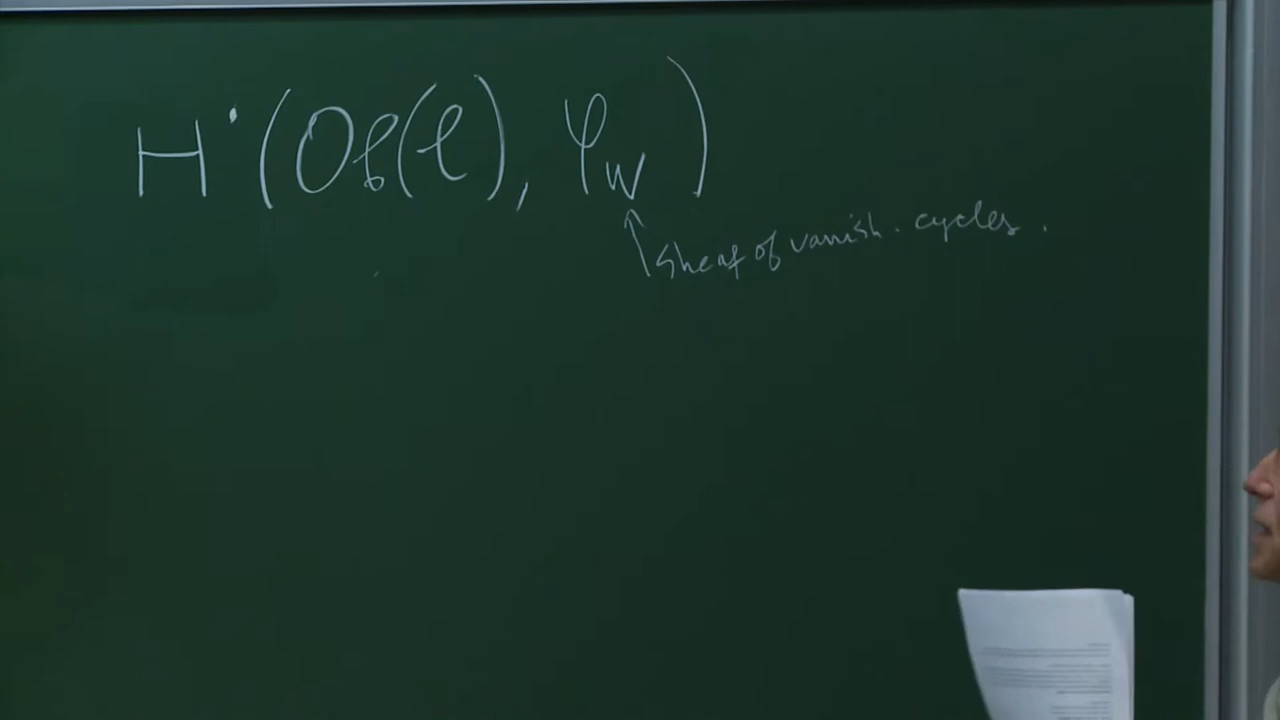 H˙(Ob(𝒞), φ_W)
↑ sheaf of vanish. cycles.